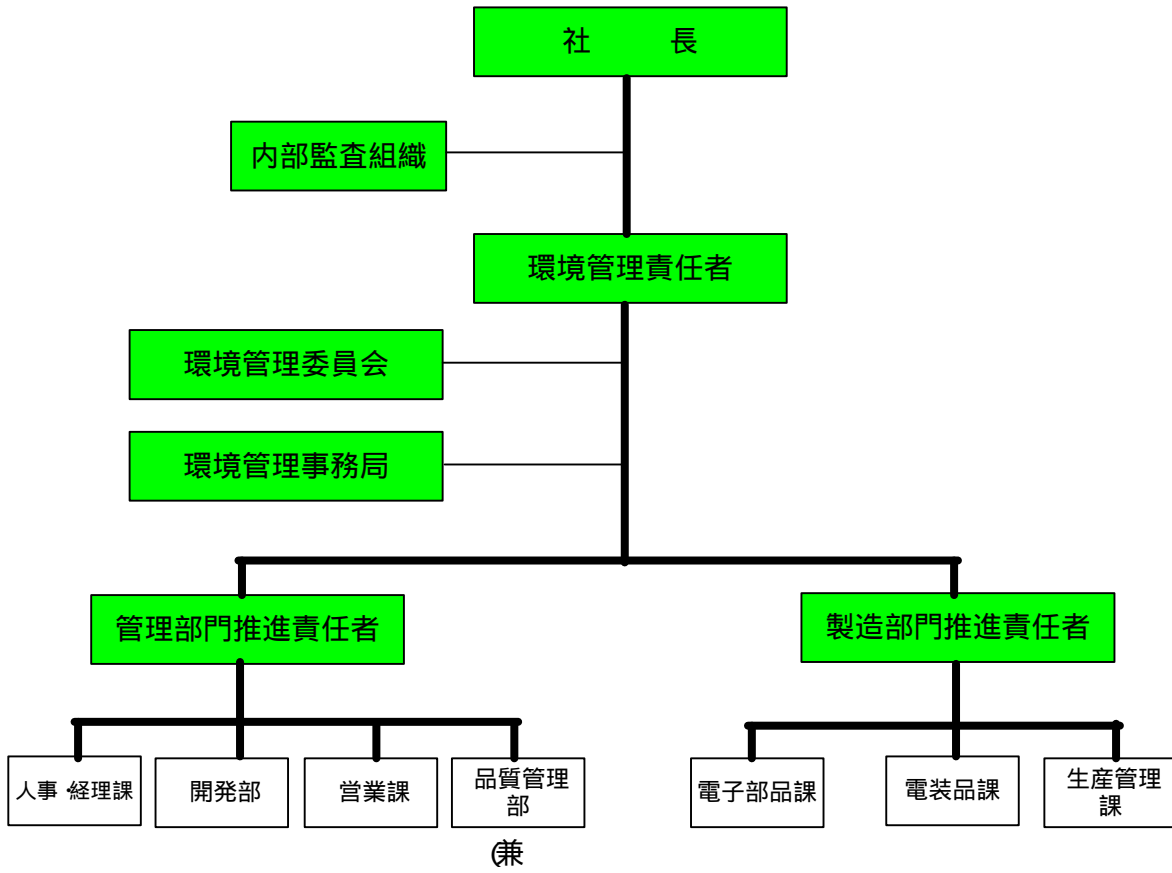 社　　長
内部監査組織
環境管理責任者
環境管理委員会
環境管理事務局
管理部門推進責任者
製造部門推進責任者
人事・経理課
開発部
営業課
品質管理
部
電子部品課
電装品課
生産管理
課
(兼